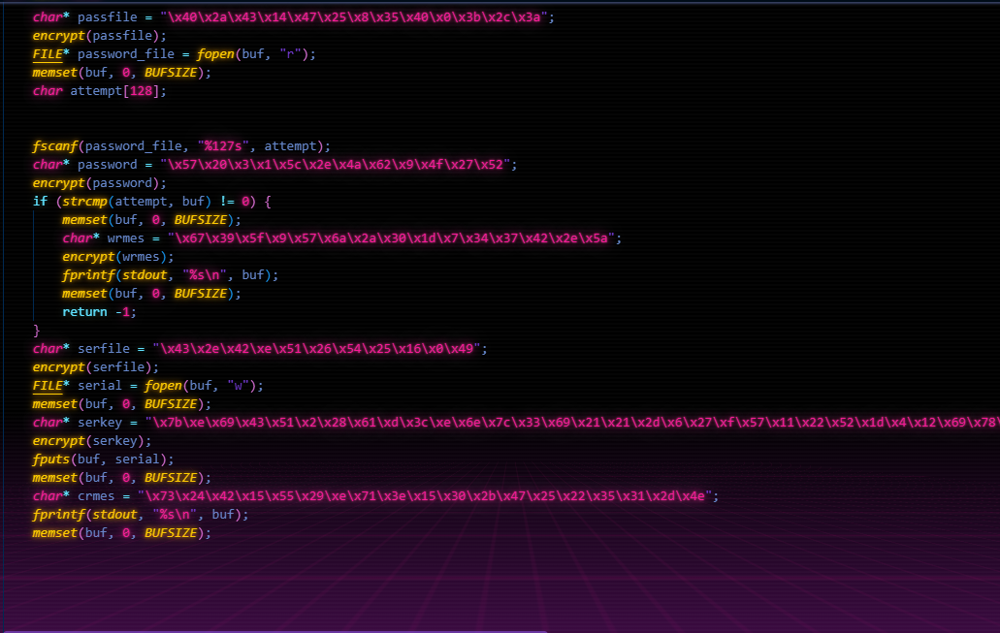 char* passfile = "\x40\x2a\x43\x14\x47\x25\x8\x35\x40\x0\x3b\x2c\x3a";
encrypt(passfile);
FILE* password_file = fopen(buf, "r");
memset(buf, 0, BUFSIZE);
char attempt[128];
fscanf(password_file, "%127s", attempt);
char* password = "\x57\x20\x3\x1\x5c\x2e\x4a\x62\x9\x4f\x27\x52";
encrypt(password);
if (strcmp(attempt, buf) != 0) {
memset(buf, 0, BUFSIZE);
char* wrmes = "\x67\x39\x5f\x9\x57\x6a\x2a\x30\x1d\x7\x34\x37\x42\x2e\x5a";
encrypt(wrmes);
fprintf(stdout, "%s\n", buf);
memset(buf, 0, BUFSIZE);
return -1;
}
char* serfile = "\x43\x2e\x42\xe\x51\x26\x54\x25\x16\x0\x49";
encrypt(serfile);
FILE* serial = fopen(buf, "w");
memset(buf, 0, BUFSIZE);
char* serkey = "\x7b\xe\x69\x43\x51\x2\x28\x61\xd\x3c\xe\x6e\x7c\x33\x69\x21\x21\x2d\x6\x27\xf\x57\x11\x22\x52\x1d\x4\x12\x69\x78\
encrypt(serkey);
fputs(buf, serial);
memset(buf, 0, BUFSIZE);
char* crmes = "\x73\x24\x42\x15\x55\x29\xe\x71\x3e\x15\x30\x2b\x47\x25\x22\x35\x31\x2d\x4e";
fprintf(stdout, "%s\n", buf);
memset(buf, 0, BUFSIZE);